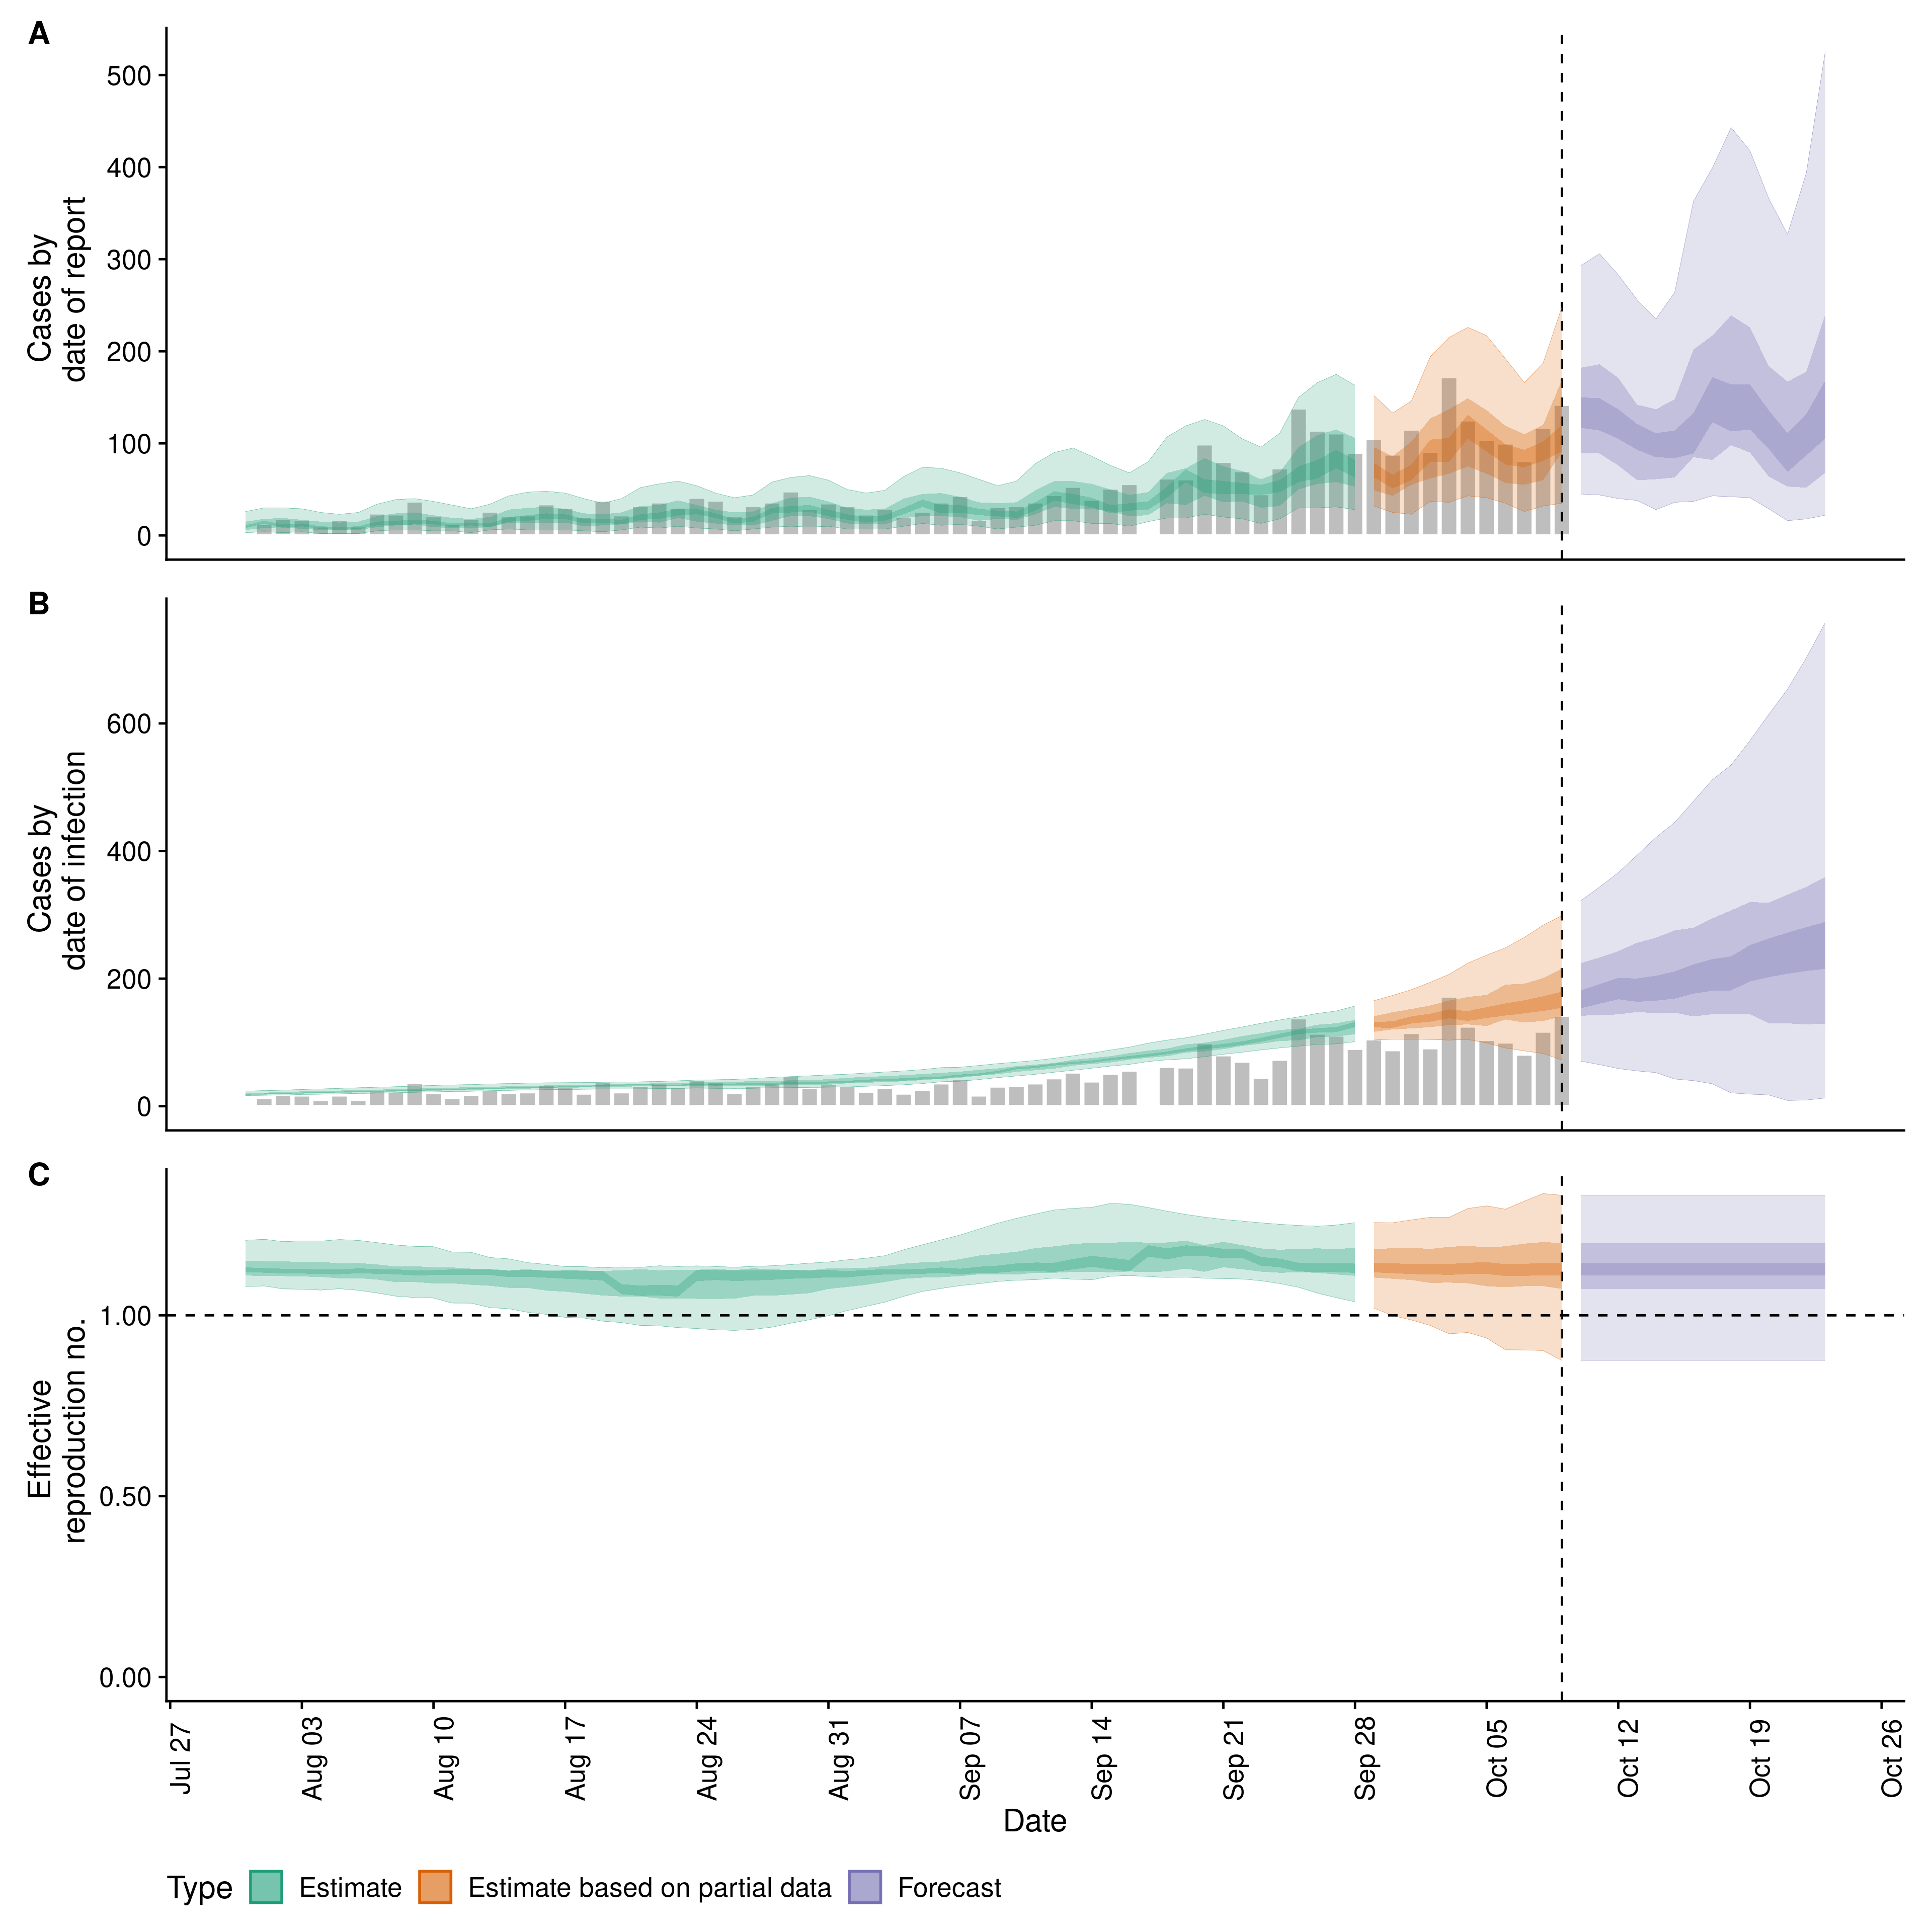 A
500
400
300
200
100
0
Cases by
date of report
B
600
400
200
0
Cases by
date of infection
C
1.00
0.50
0.00
Effective
reproduction no.
Jul 27
Aug 03
Aug 10
Aug 17
Aug 24
Aug 31
Sep 07
Sep 14
Sep 21
Sep 28
Oct 05
Oct 12
Oct 19
Oct 26
Date
Type Estimate Estimate based on partial data Forecast